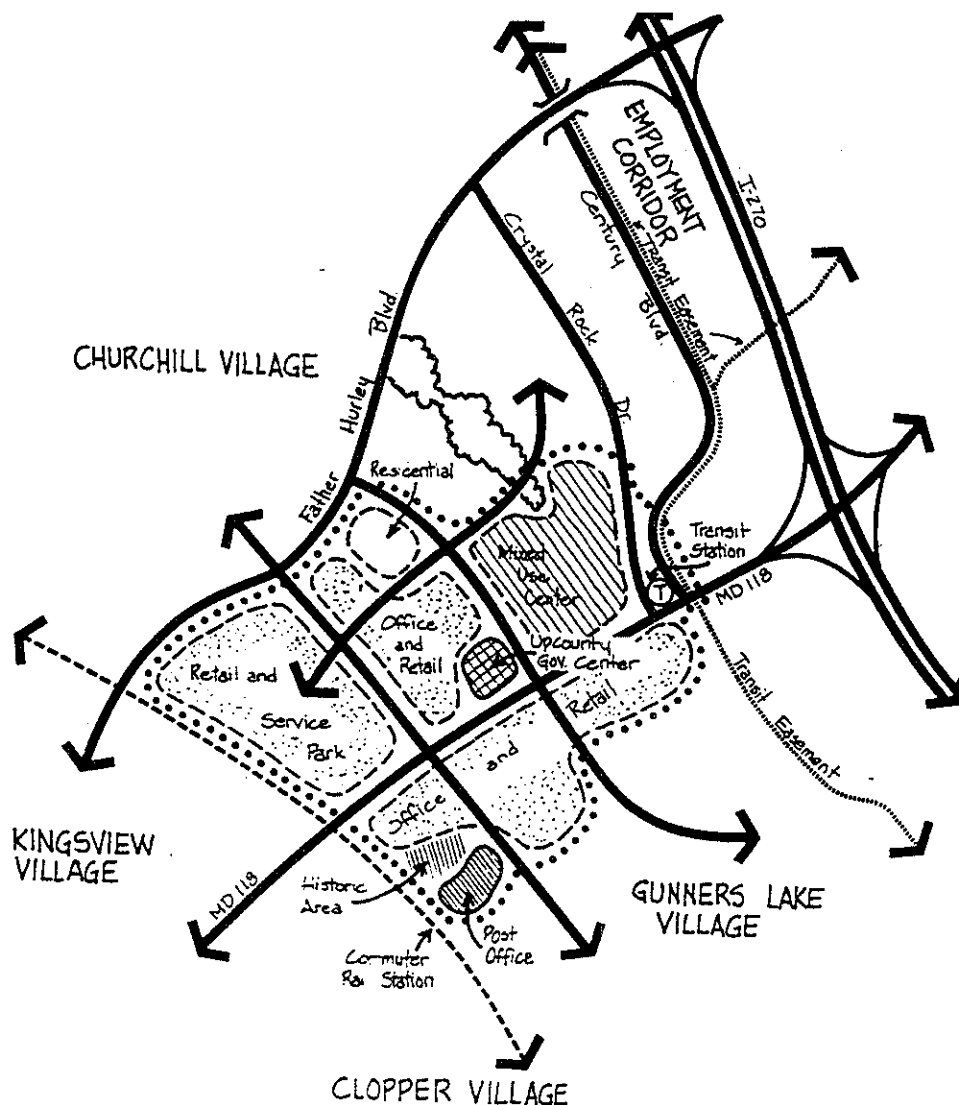 EMPLOYMENT
CORRIDOR
I-270
Crystal
Rock
Dr.
Century
Blvd.
Transit
Easement
CHURCHILL VILLAGE
Father
Hurley
Blvd.
Residential
Mixed
Use
Center
Transit
Station
T
MD 118
Office
and
Retail
Upcounty
Gov. Center
Retail and
Service
Park
Office
and
Retail
Transit
Easement
KINGSVIEW
VILLAGE
MD 118
Historic
Area
Post
Office
Commuter
Rail Station
GUNNERS LAKE
VILLAGE
CLOPPER VILLAGE